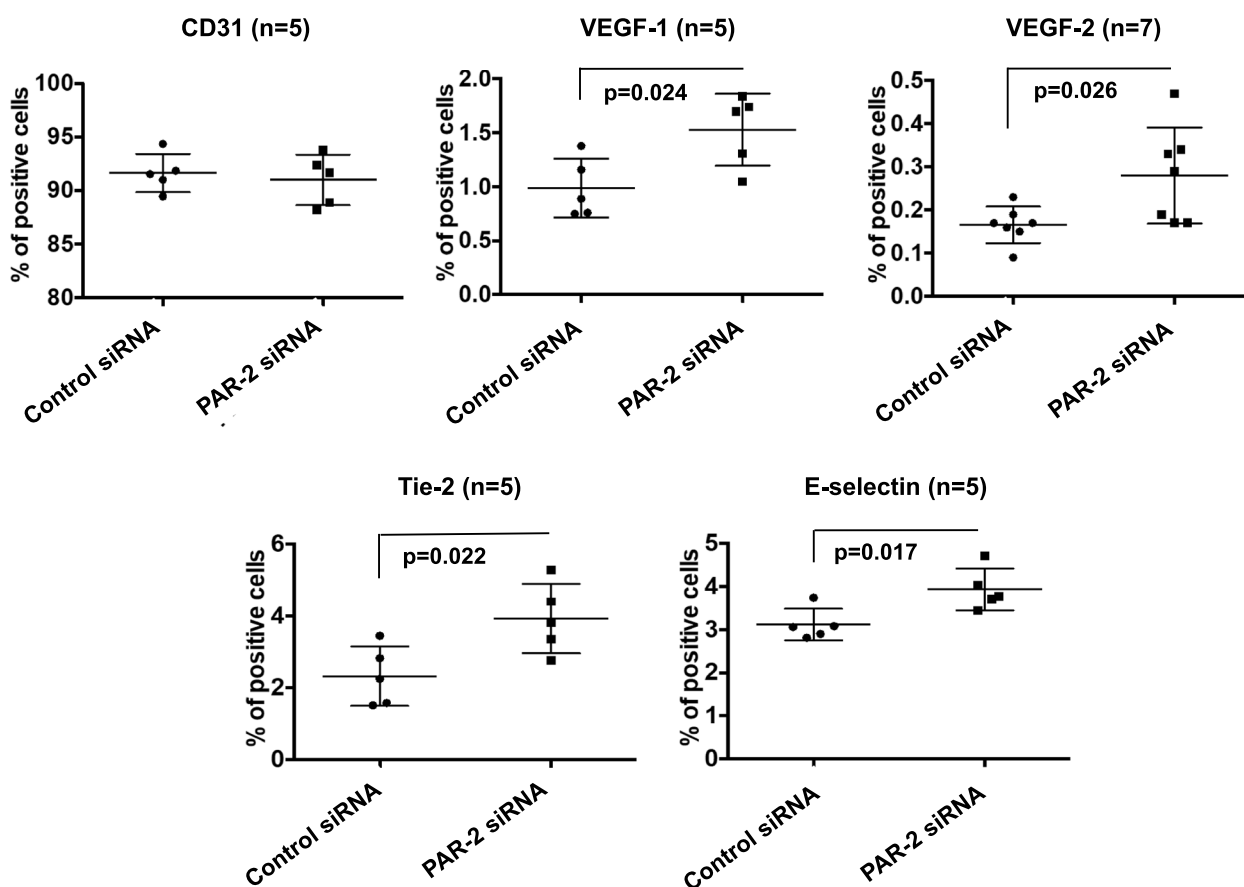 CD31 (n=5)
% of positive cells
100
95
90
85
80
Control siRNA
PAR-2 siRNA
VEGF-1 (n=5)
% of positive cells
2.0
1.5
1.0
0.5
0.0
p=0.024
Control siRNA
PAR-2 siRNA
VEGF-2 (n=7)
% of positive cells
0.5
0.4
0.3
0.2
0.1
0.0
p=0.026
Control siRNA
PAR-2 siRNA
Tie-2 (n=5)
% of positive cells
6
4
2
0
p=0.022
Control siRNA
PAR-2 siRNA
E-selectin (n=5)
% of positive cells
5
4
3
2
1
0
p=0.017
Control siRNA
PAR-2 siRNA